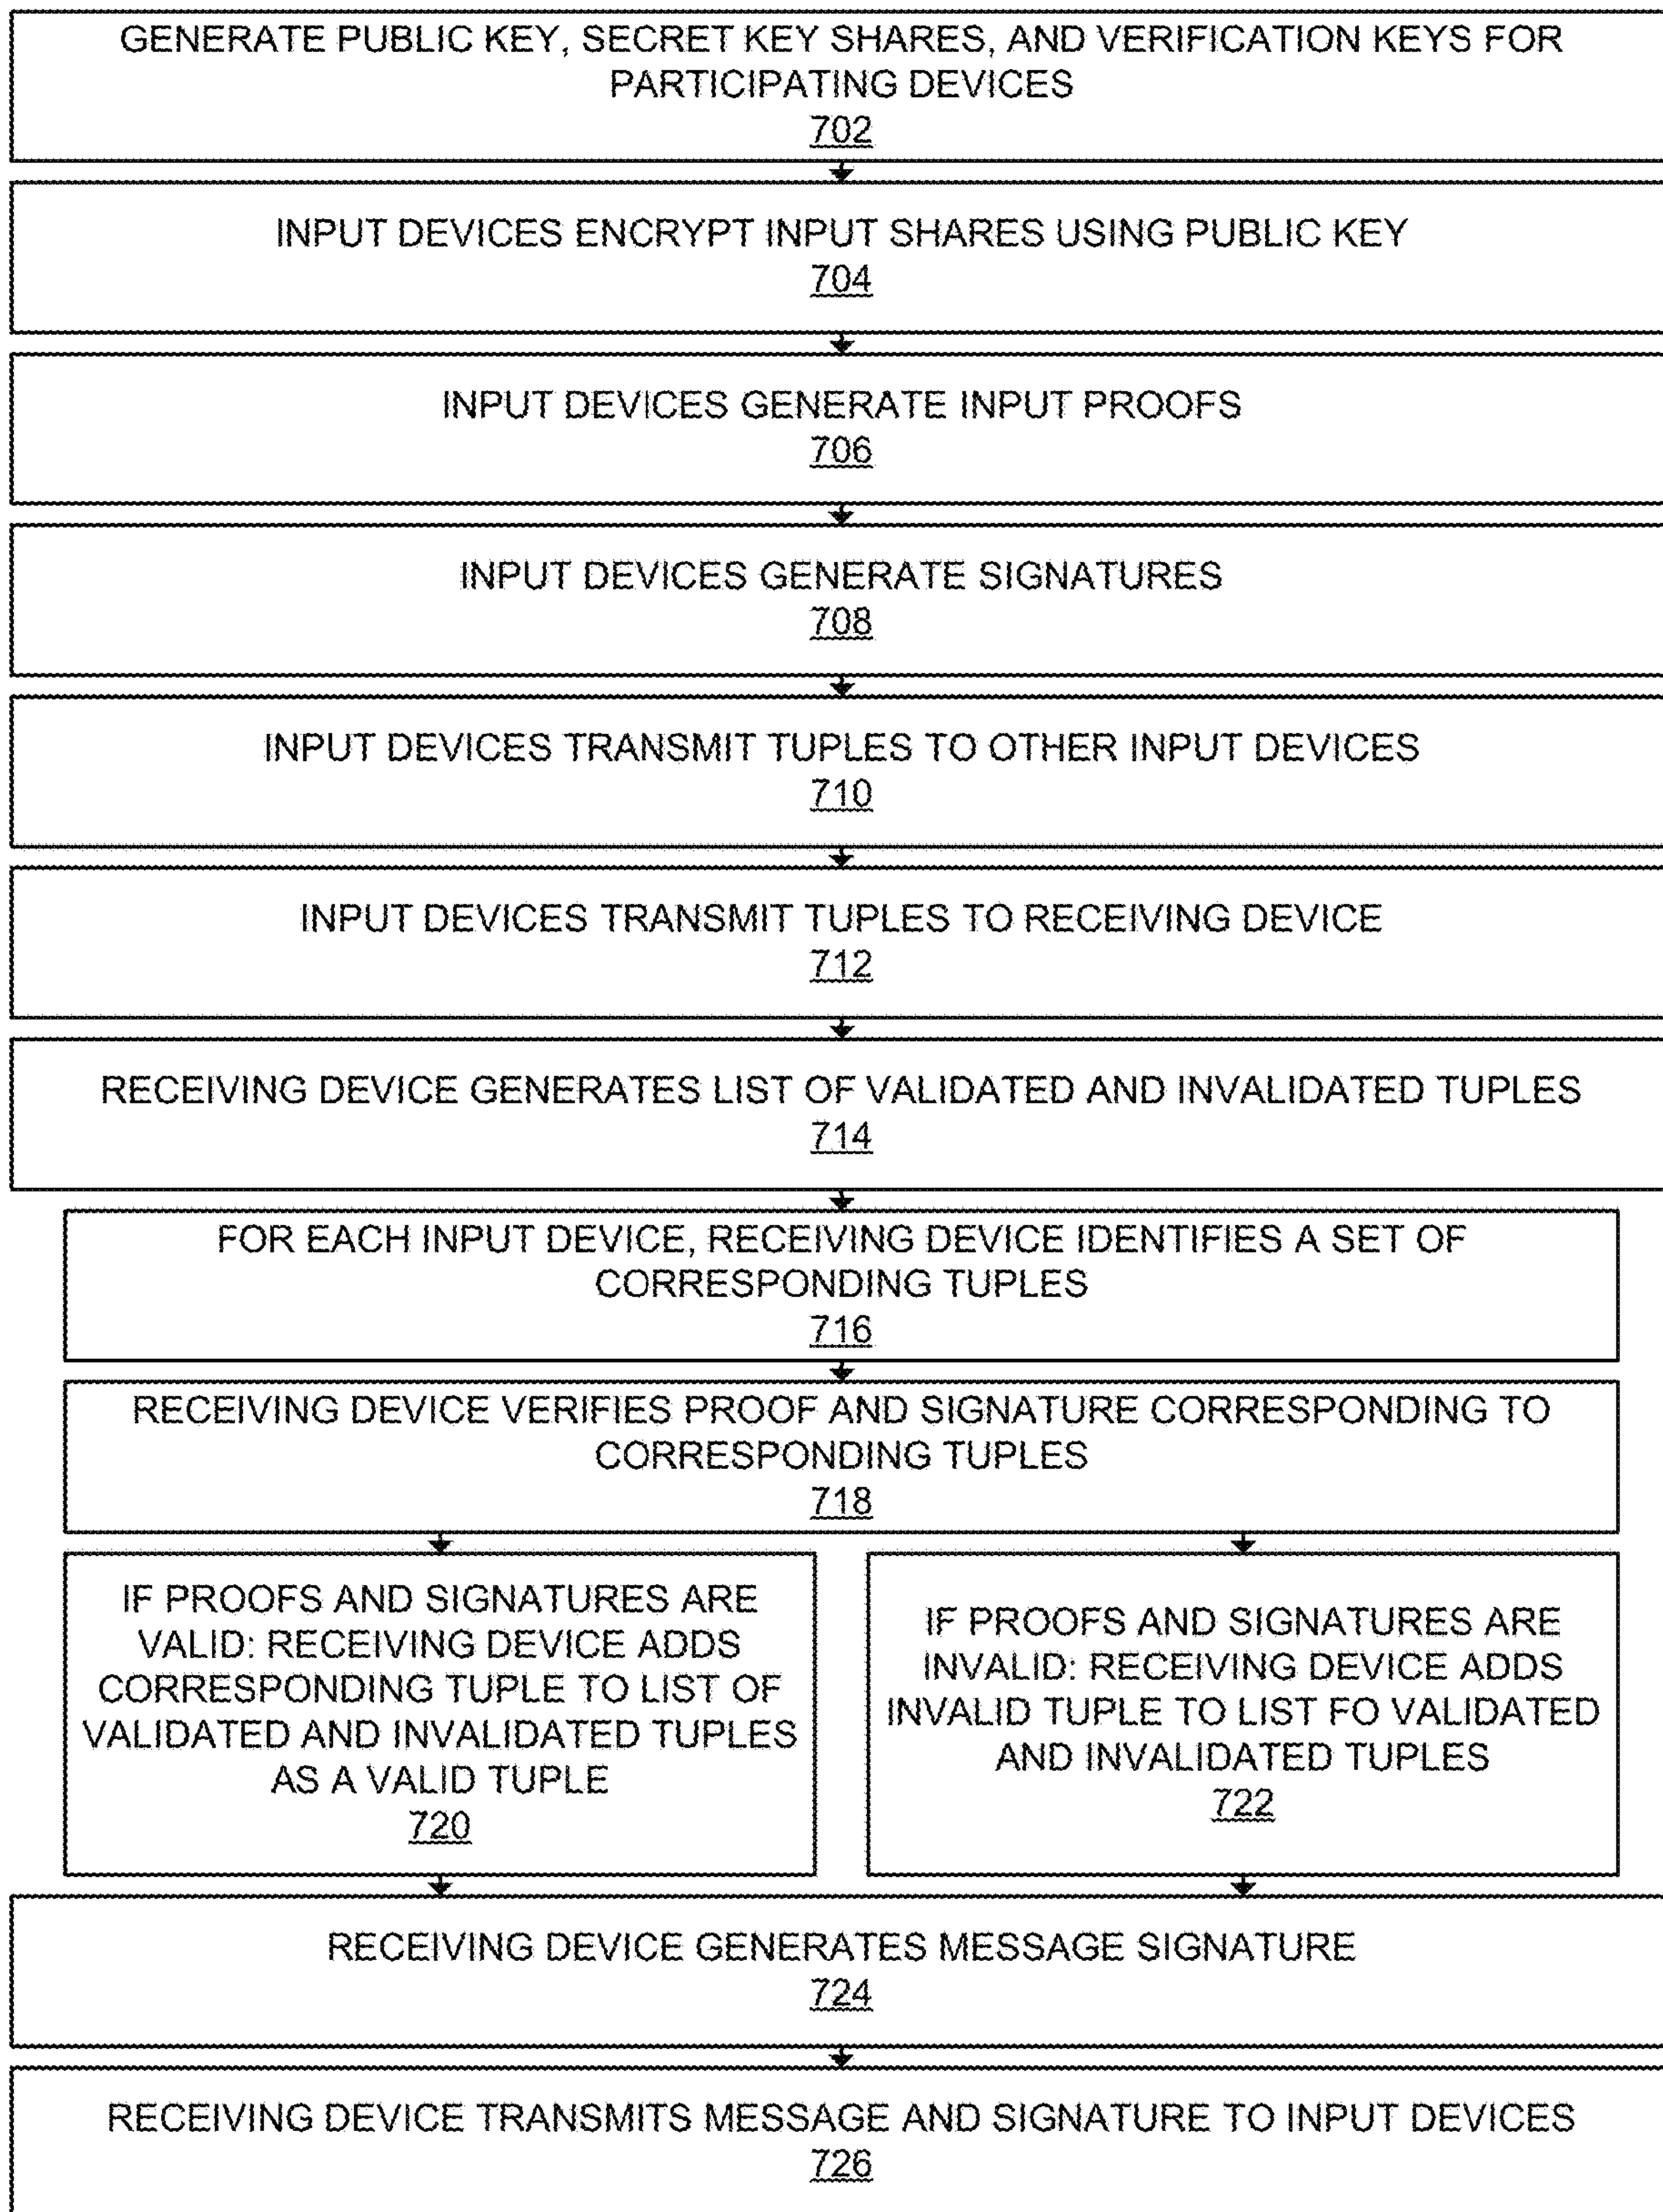 GENERATE PUBLIC KEY, SECRET KEY SHARES, AND VERIFICATION KEYS FOR
PARTICIPATING DEVICES
702
INPUT DEVICES ENCRYPT INPUT SHARES USING PUBLIC KEY
704
INPUT DEVICES GENERATE INPUT PROOFS
706
INPUT DEVICES GENERATE SIGNATURES
708
INPUT DEVICES TRANSMIT TUPLES TO OTHER INPUT DEVICES
710
INPUT DEVICES TRANSMIT TUPLES TO RECEIVING DEVICE
712
RECEIVING DEVICE GENERATES LIST OF VALIDATED AND INVALIDATED TUPLES
714
FOR EACH INPUT DEVICE, RECEIVING DEVICE IDENTIFIES A SET OF
CORRESPONDING TUPLES
716
RECEIVING DEVICE VERIFIES PROOF AND SIGNATURE CORRESPONDING TO
CORRESPONDING TUPLES
718
IF PROOFS AND SIGNATURES ARE
VALID: RECEIVING DEVICE ADDS
CORRESPONDING TUPLE TO LIST OF
VALIDATED AND INVALIDATED TUPLES
AS A VALID TUPLE
720
IF PROOFS AND SIGNATURES ARE
INVALID: RECEIVING DEVICE ADDS
INVALID TUPLE TO LIST FO VALIDATED
AND INVALIDATED TUPLES
722
RECEIVING DEVICE GENERATES MESSAGE SIGNATURE
724
RECEIVING DEVICE TRANSMITS MESSAGE AND SIGNATURE TO INPUT DEVICES
726